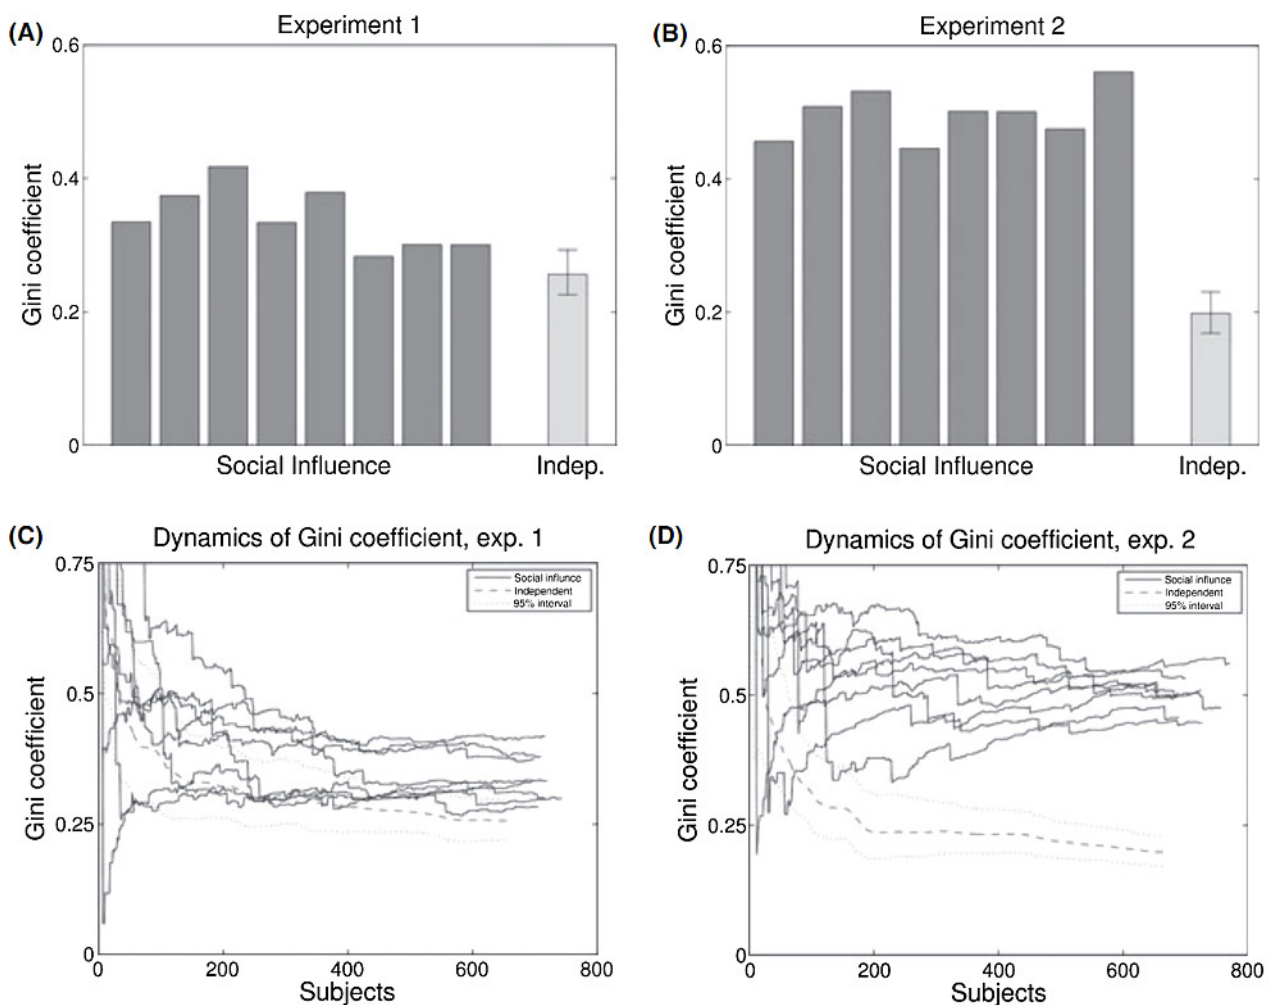 (A)
Experiment 1
0.6
0.4
0.2
0
Gini coefficient
Social Influence
Indep.
(B)
Experiment 2
0.6
0.4
0.2
0
Gini coefficient
Social Influence
Indep.
(C)
Dynamics of Gini coefficient, exp. 1
0.75
0.5
0.25
0
Gini coefficient
Social influnce
Independent
95% interval
0 200 400 600 800
Subjects
(D)
Dynamics of Gini coefficient, exp. 2
0.75
0.5
0.25
0
Gini coefficient
Social influnce
Independent
95% interval
0 200 400 600 800
Subjects